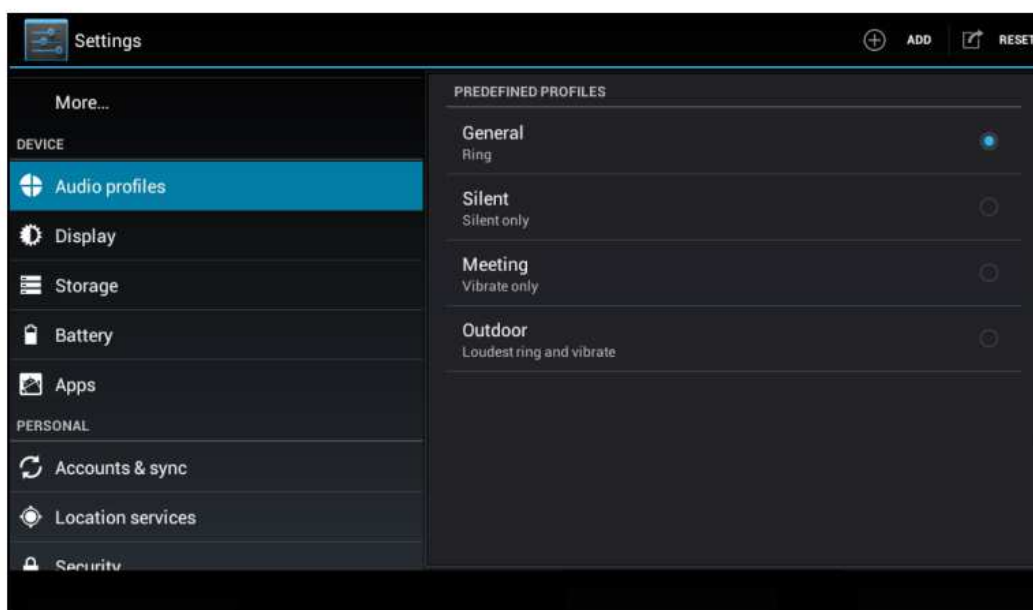 Settings
ADD
RESET
More...
DEVICE
Audio profiles
Display
Storage
Battery
Apps
PERSONAL
Accounts & sync
Location services
Security
PREDEFINED PROFILES
General
Ring
Silent
Silent only
Meeting
Vibrate only
Outdoor
Loudest ring and vibrate